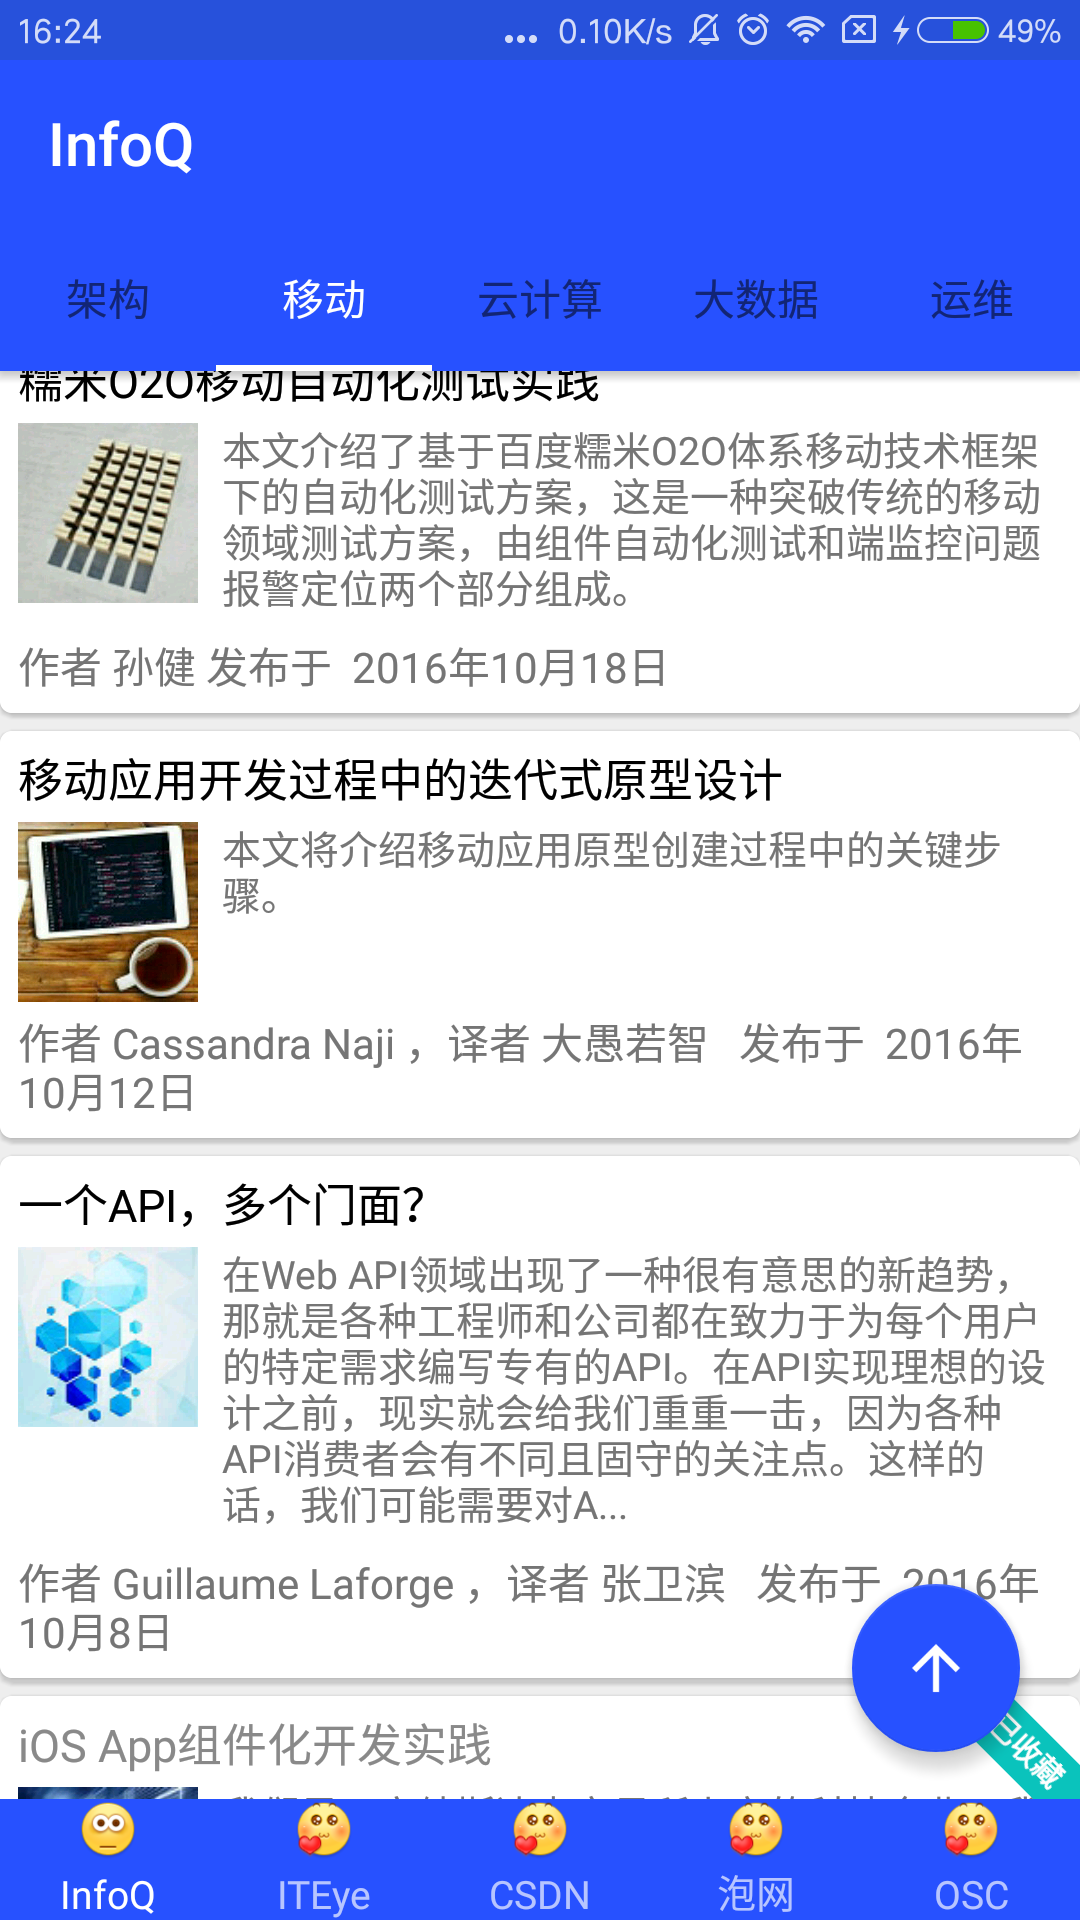 16:24
... 0.10K/s 49%
InfoQ
架构 移动 云计算 大数据 运维
糯米O2O移动自动化测试实践
本文介绍了基于百度糯米O2O体系移动技术框架
下的自动化测试方案，这是一种突破传统的移动
领域测试方案，由组件自动化测试和端监控问题
报警定位两个部分组成。
作者 孙健 发布于 2016年10月18日
移动应用开发过程中的迭代式原型设计
本文将介绍移动应用原型创建过程中的关键步
骤。
作者 Cassandra Naji ，译者 大愚若智 发布于 2016年
10月12日
一个API，多个门面？
在Web API领域出现了一种很有意思的新趋势，
那就是各种工程师和公司都在致力于为每个用户
的特定需求编写专有的API。在API实现理想的设
计之前，现实就会给我们重重一击，因为各种
API消费者会有不同且固守的关注点。这样的
话，我们可能需要对A...
作者 Guillaume Laforge ，译者 张卫滨 发布于 2016年
10月8日
iOS App组件化开发实践
已收藏
InfoQ ITEye CSDN 泡网 OSC